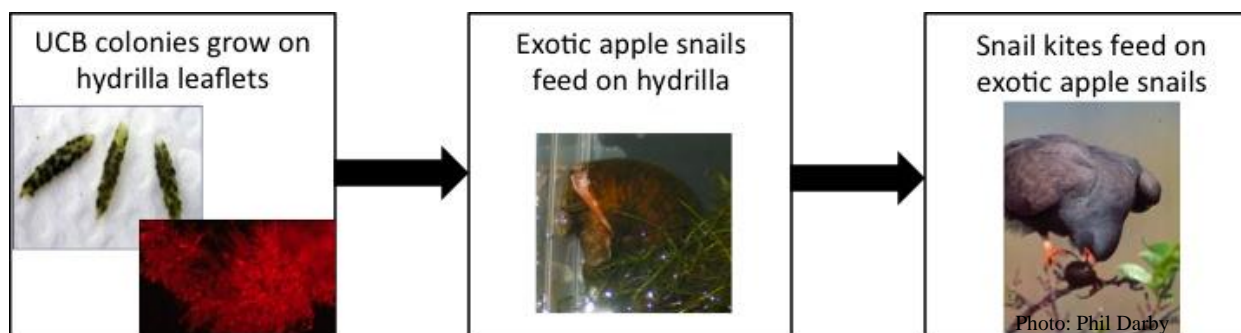 UCB colonies grow on
hydrilla leaflets
Exotic apple snails
feed on hydrilla
Snail kites feed on
exotic apple snails
Photo: Phil Darby